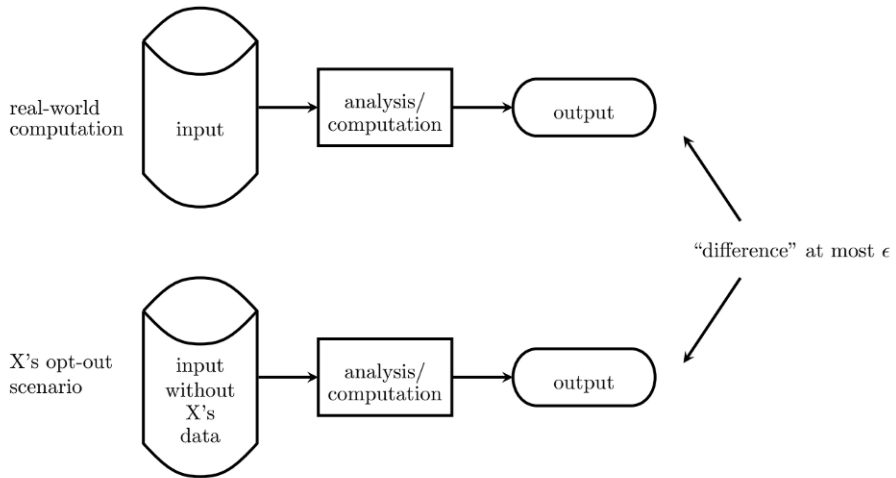 real-world
computation
input
analysis/
computation
output
“difference” at most ϵ
X’s opt-out
scenario
input
without
X’s
data
analysis/
computation
output